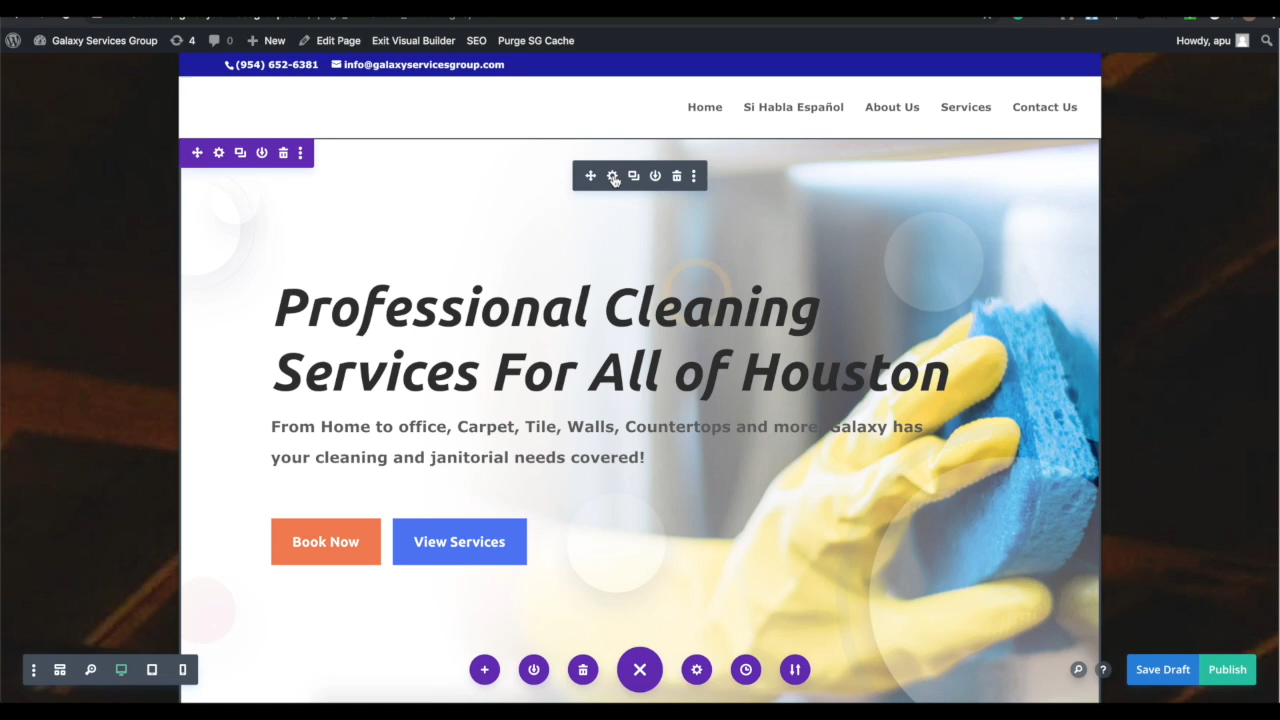 Galaxy Services Group 4 0 New Edit Page Exit Visual Builder SEO Purge SG Cache Howdy, apu
(954) 652-6381 info@galaxyservicesgroup.com
Home Si Habla Español About Us Services Contact Us
Professional Cleaning
Services For All of Houston
From Home to office, Carpet, Tile, Walls, Countertops and more, Galaxy has
your cleaning and janitorial needs covered!
Book Now View Services
Save Draft Publish